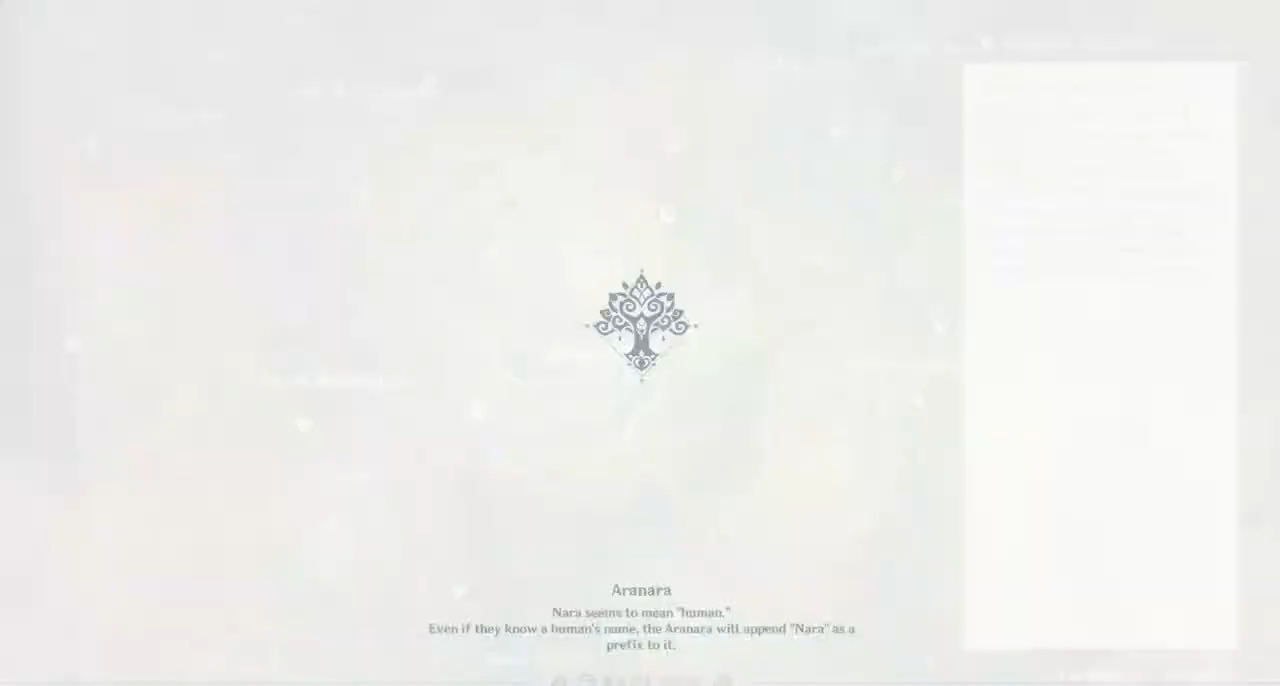 Aranara
Nara seems to mean "human."
Even if they know a human's name, the Aranara will append "Nara" as a
prefix to it.